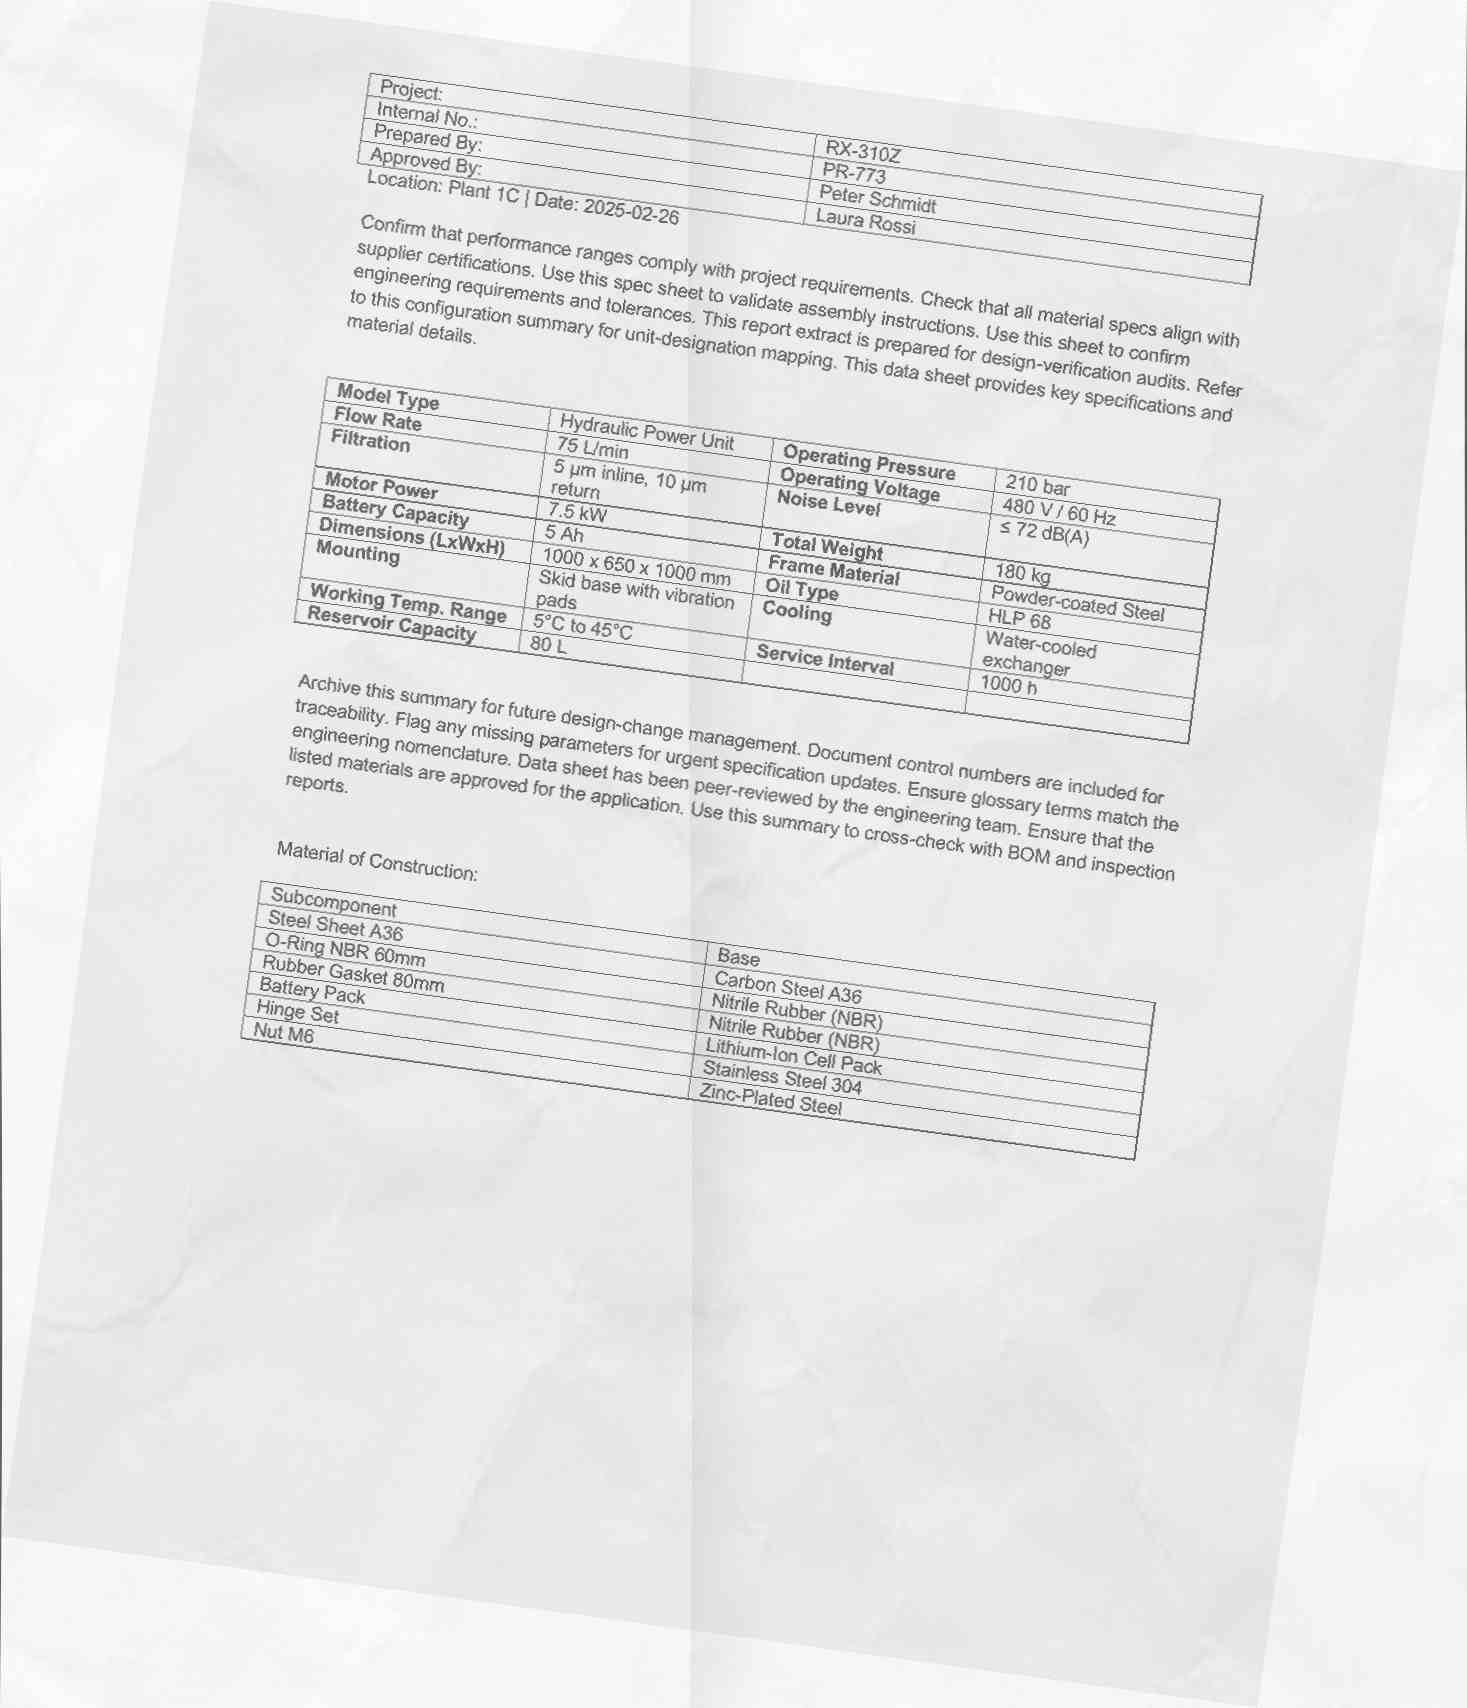 Project: RX-310Z
Internal No.: PR-773
Prepared By: Peter Schmidt
Approved By: Laura Rossi
Location: Plant 1C | Date: 2025-02-26
Confirm that performance ranges comply with project requirements. Check that all material specs align with
supplier certifications. Use this spec sheet to validate assembly instructions. Use this sheet to confirm
engineering requirements and tolerances. This report extract is prepared for design-verification audits. Refer
to this configuration summary for unit-designation mapping. This data sheet provides key specifications and
material details.
Model Type Hydraulic Power Unit Operating Pressure 210 bar
Flow Rate 75 L/min Operating Voltage 480 V / 60 Hz
Filtration 5 µm inline, 10 µm Noise Level ≤ 72 dB(A)
return
Motor Power 7.5 kW Total Weight 180 kg
Battery Capacity 5 Ah Frame Material Powder-coated Steel
Dimensions (LxWxH) 1000 x 650 x 1000 mm Oil Type HLP 68
Mounting Skid base with vibration Cooling Water-cooled
pads exchanger
Working Temp. Range 5°C to 45°C Service Interval 1000 h
Reservoir Capacity 80 L
Archive this summary for future design-change management. Document control numbers are included for
traceability. Flag any missing parameters for urgent specification updates. Ensure glossary terms match the
engineering nomenclature. Data sheet has been peer-reviewed by the engineering team. Ensure that the
listed materials are approved for the application. Use this summary to cross-check with BOM and inspection
reports.
Material of Construction:
Subcomponent Base
Steel Sheet A36 Carbon Steel A36
O-Ring NBR 60mm Nitrile Rubber (NBR)
Rubber Gasket 80mm Nitrile Rubber (NBR)
Battery Pack Lithium-Ion Cell Pack
Hinge Set Stainless Steel 304
Nut M6 Zinc-Plated Steel